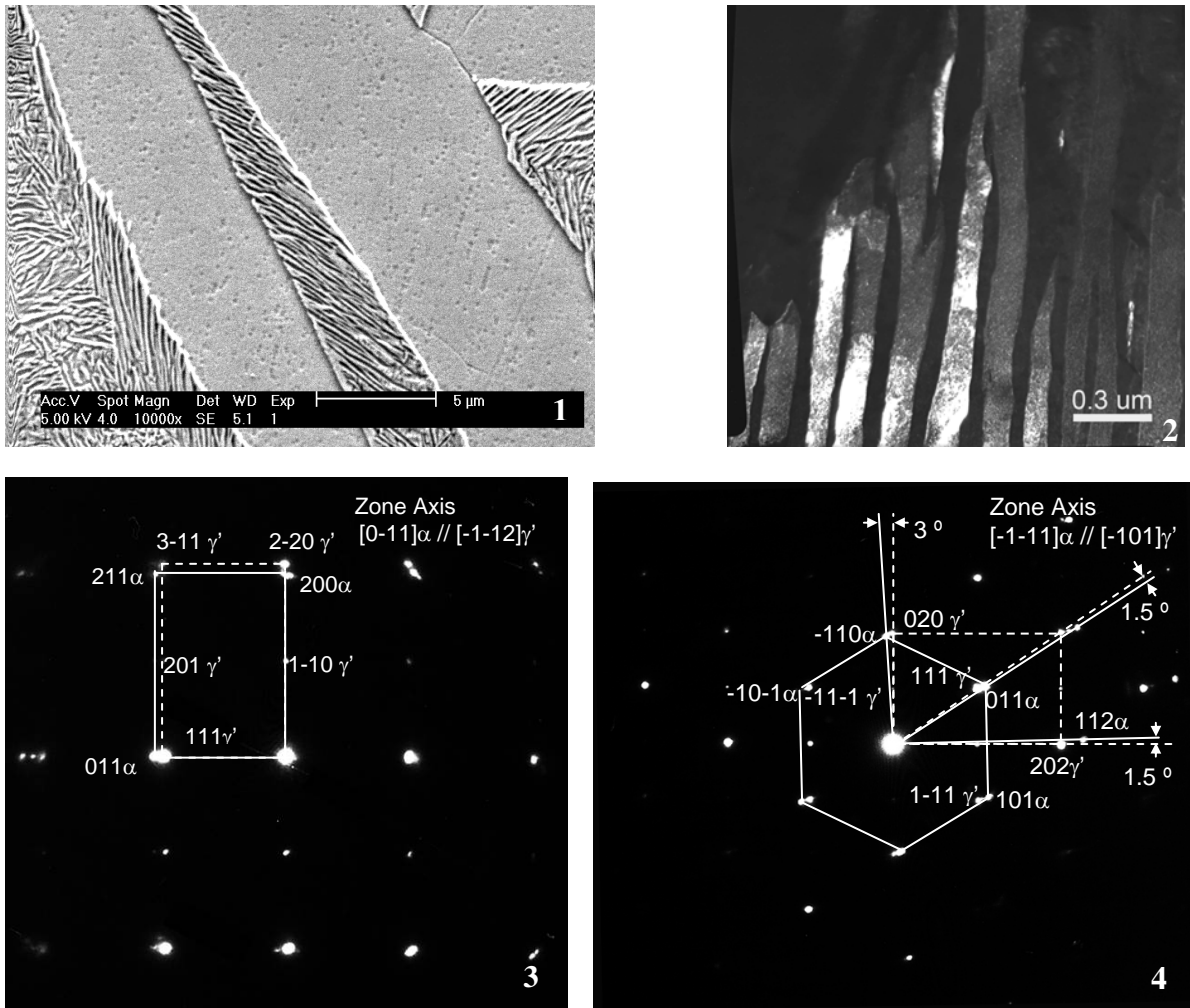 Acc.V Spot Magn Det WD Exp
5.00 kV 4.0 10000x SE 5.1 1
5 µm
1
0.3 um
2
Zone Axis
[0-11]α // [-1-12]γ’
3-11 γ’
2-20 γ’
211α
200α
201 γ’
1-10 γ’
111γ’
011α
3
Zone Axis
[-1-11]α // [-101]γ’
3 º
1.5 º
-110α
020 γ’
111 γ’
-10-1α
-11-1 γ’
011α
112α
202γ’
1.5 º
1-11 γ’
101α
4